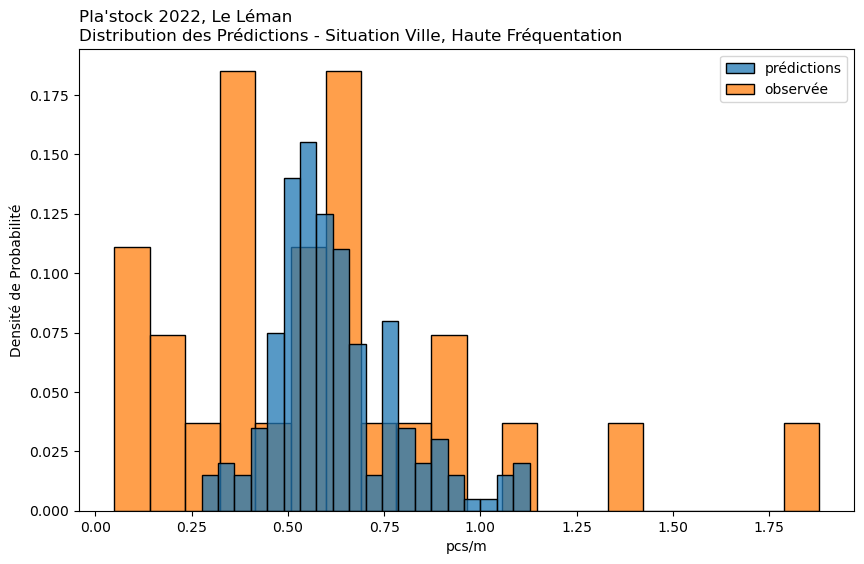 Pla'stock 2022, Le Léman
Distribution des Prédictions - Situation Ville, Haute Fréquentation
prédictions
observée
Densité de Probabilité
0.175
0.150
0.125
0.100
0.075
0.050
0.025
0.000
0.00 0.25 0.50 0.75 1.00 1.25 1.50 1.75
pcs/m